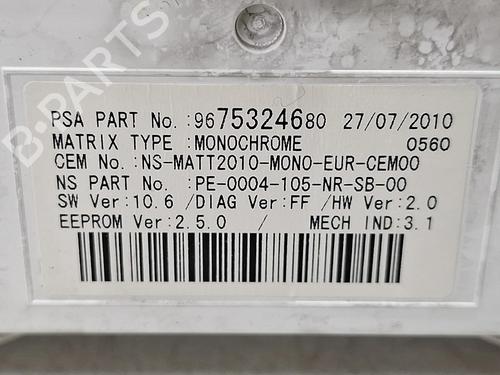 B-PARTS
PSA PART No.:9675324680 27/07/2010
MATRIX TYPE :MONOCHROME 0560
CEM No.:NS-MATT2010-MONO-EUR-CEM00
NS PART No.:PE-0004-105-NR-SB-00
SW Ver:10.6 /DIAG Ver:FF /HW Ver:2.0
EEPROM Ver:2.5.0 / MECH IND:3.1